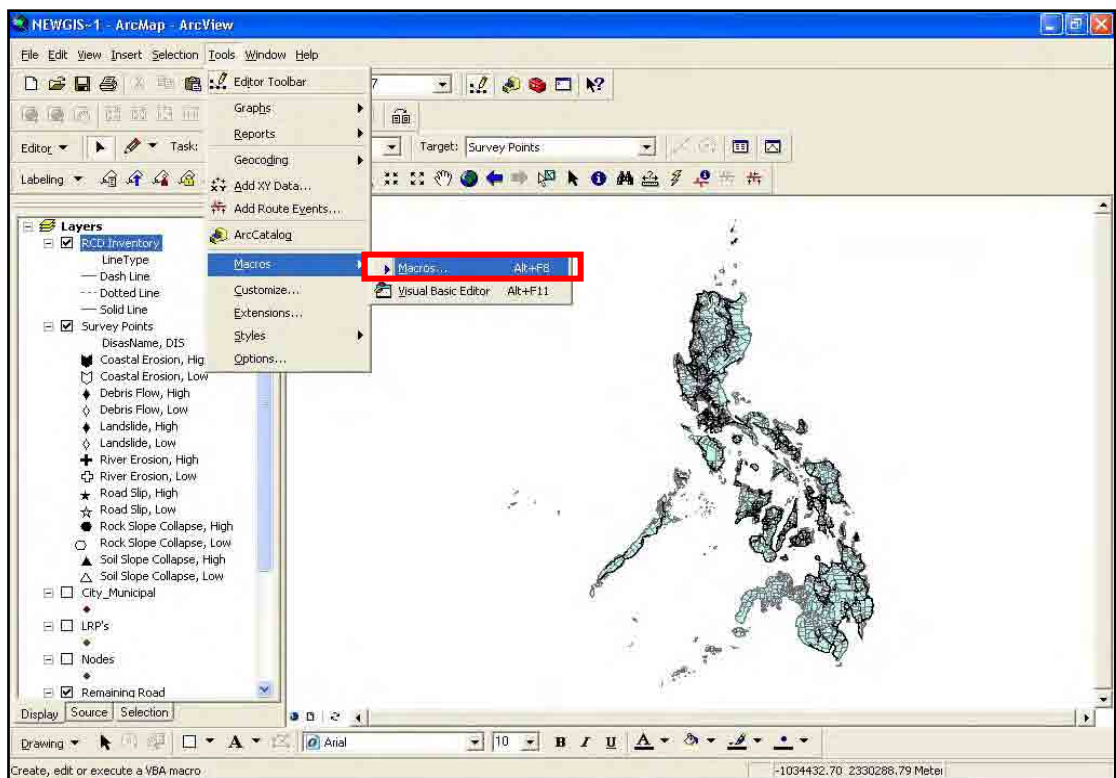 NEWGIS~1 - ArcMap - ArcView
File Edit View Insert Selection Tools Window Help
Editor Toolbar
Graphs
Reports
Geocoding
Add XY Data...
Add Route Events...
ArcCatalog
Macros
Customize...
Extensions...
Styles
Options...
Macros... Alt+F8
Visual Basic Editor Alt+F11
Editor Task: Target: Survey Points
Labeling
Layers
RCD Inventory
LineType
Dash Line
Dotted Line
Solid Line
Survey Points
DisasName, DIS
Coastal Erosion, Hig
Coastal Erosion, Low
Debris Flow, High
Debris Flow, Low
Landslide, High
Landslide, Low
River Erosion, High
River Erosion, Low
Road Slip, High
Road Slip, Low
Rock Slope Collapse, High
Rock Slope Collapse, Low
Soil Slope Collapse, High
Soil Slope Collapse, Low
City_Municipal
LRP's
Nodes
Remaining Road
Display Source Selection
Drawing A Arial 10 B I U A
Create, edit or execute a VBA macro -1034432.70 2330288.79 Meter